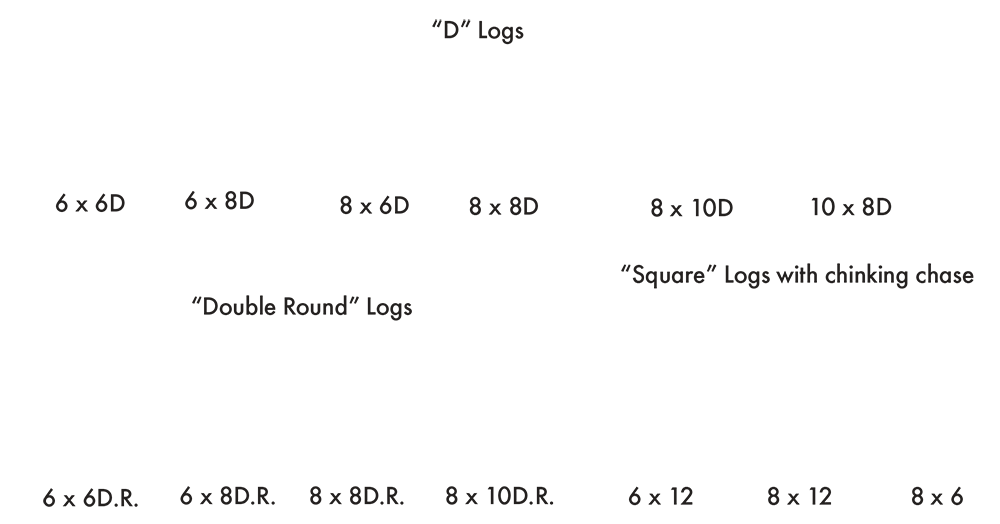 “D” Logs
6 x 6D 6 x 8D 8 x 6D 8 x 8D 8 x 10D 10 x 8D
“Square” Logs with chinking chase
“Double Round” Logs
6 x 6D.R. 6 x 8D.R. 8 x 8D.R. 8 x 10D.R. 6 x 12 8 x 12 8 x 6